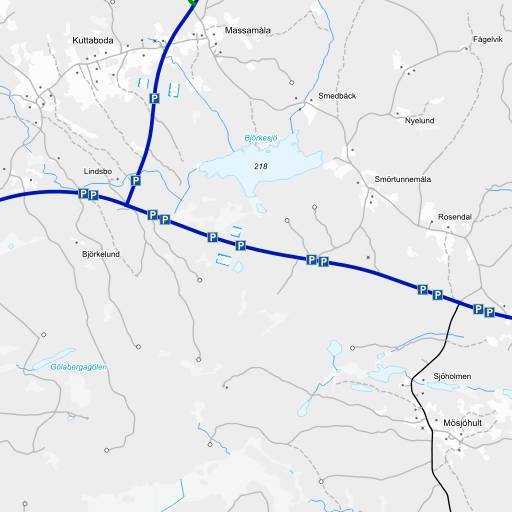 Massamåla
Kuttaboda
Fågelvik
P
Smedbäck
Nyelund
Björkesjö
218
Lindsbo
P
Smörtunnemåla
P P
P P
Rosendal
P P
Björkelund
P P
P P
P P
Gölabergagölen
Sjöholmen
Mösjöhult